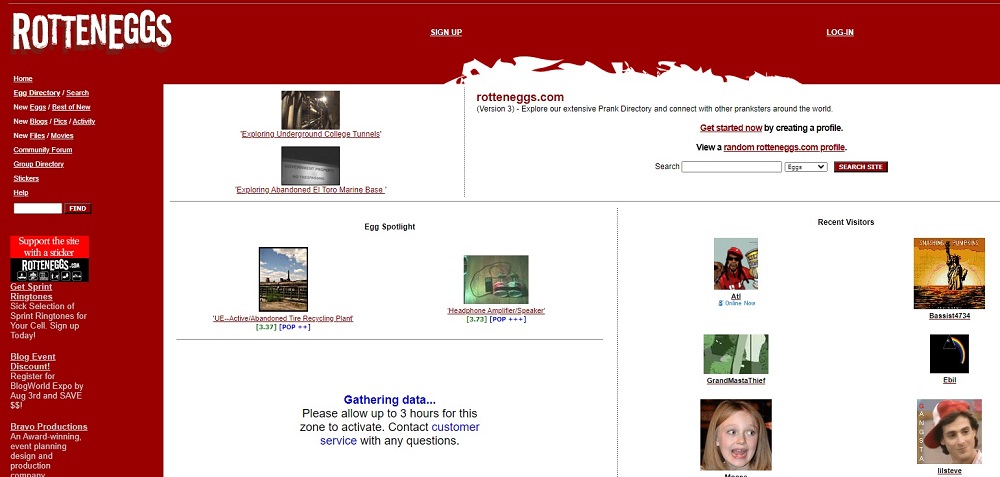 ROTTENEGGS
SIGN UP
LOG-IN
Home
Egg Directory / Search
New Eggs / Best of New
New Blogs / Pics / Activity
New Files / Movies
Community Forum
Group Directory
Stickers
Help
FIND
Support the site
with a sticker
ROTTENEGGS.COM
Get Sprint
Ringtones
Sick Selection of
Sprint Ringtones for
Your Cell. Sign up
Today!
Blog Event
Discount!
Register for
BlogWorld Expo by
Aug 3rd and SAVE
$$!
Bravo Productions
An Award-winning,
event planning
design and
production
company
'Exploring Underground College Tunnels'
'Exploring Abandoned El Toro Marine Base '
rotteneggs.com
(Version 3) - Explore our extensive Prank Directory and connect with other pranksters around the world.
Get started now by creating a profile.
View a random rotteneggs.com profile.
Search Eggs SEARCH SITE
Egg Spotlight
'UE--Active/Abandoned Tire Recycling Plant'
[3.37] [POP ++]
'Headphone Amplifier/Speaker'
[3.73] [POP +++]
Gathering data...
Please allow up to 3 hours for this
zone to activate. Contact customer
service with any questions.
Recent Visitors
Atl
Online Now
SMASHING PUMPKINS
Bassist4734
GrandMastaThief
Ebil
GANGSTA
lilsteve